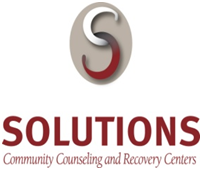 S
SOLUTIONS
Community Counseling and Recovery Centers